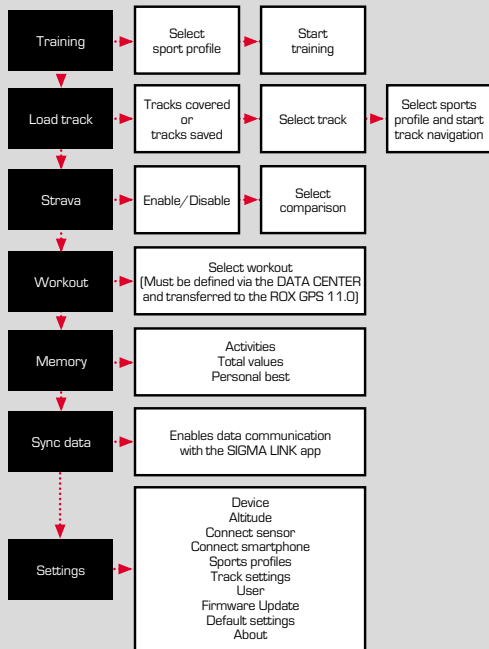 Training
Select
sport profile
Start
training
Load track
Tracks covered
or
tracks saved
Select track
Select sports
profile and start
track navigation
Strava
Enable/Disable
Select
comparison
Workout
Select workout
(Must be defined via the DATA CENTER
and transferred to the ROX GPS 11.0)
Memory
Activities
Total values
Personal best
Sync data
Enables data communication
with the SIGMA LINK app
Settings
Device
Altitude
Connect sensor
Connect smartphone
Sports profiles
Track settings
User
Firmware Update
Default settings
About